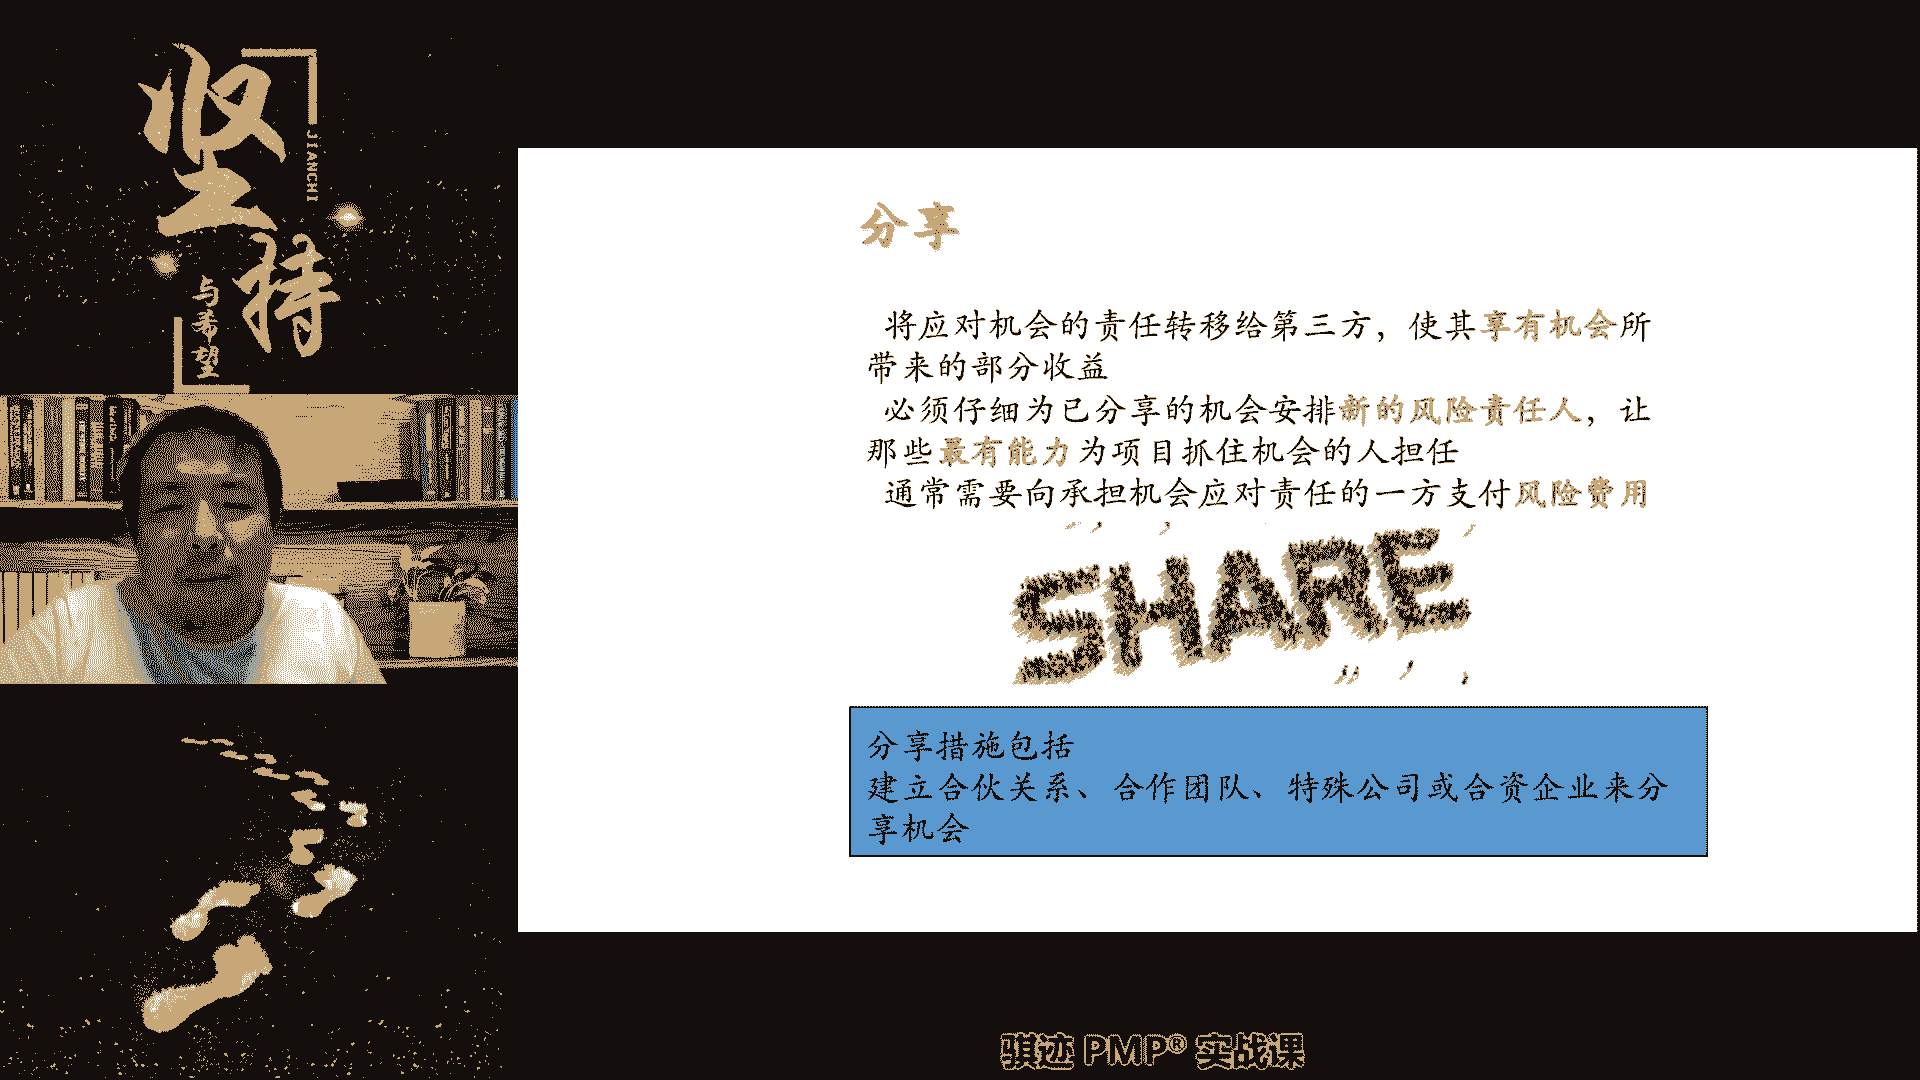 坚持
JIANCHI
与希望
分享
将应对机会的责任转移给第三方，使其享有机会所
带来的部分收益
必须仔细为已分享的机会安排新的风险责任人，让
那些最有能力为项目抓住机会的人担任
通常需要向承担机会应对责任的一方支付风险费用
SHARE
分享措施包括
建立合伙关系、合作团队、特殊公司或合资企业来分
享机会
骐迹 PMP® 实战课